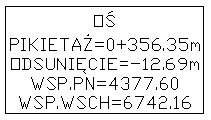 ▯Ś
PIKIETAŻ=0+356.35m
▯DSUNIĘCIE=-12.69m
WSP.PN=4377.60
WSP.WSCH=6742.16